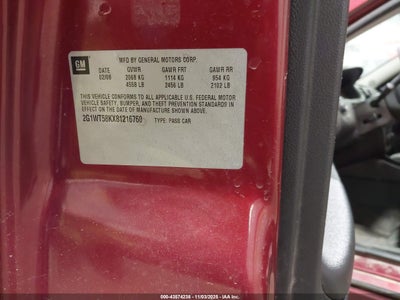 GM
MFD BY GENERAL MOTORS CORP.
DATE GVWR GAWR FRT GAWR RR
02/08 2068 KG 1114 KG 954 KG
4558 LB 2456 LB 2102 LB
THIS VEHICLE CONFORMS TO ALL APPLICABLE U.S. FEDERAL MOTOR
VEHICLE SAFETY, BUMPER, AND THEFT PREVENTION STANDARDS IN
EFFECT ON THE DATE OF MANUFACTURE SHOWN ABOVE.
2G1WT58KX81216760 TYPE: PASS CAR
000-43874238 - 11/03/2025 - IAA